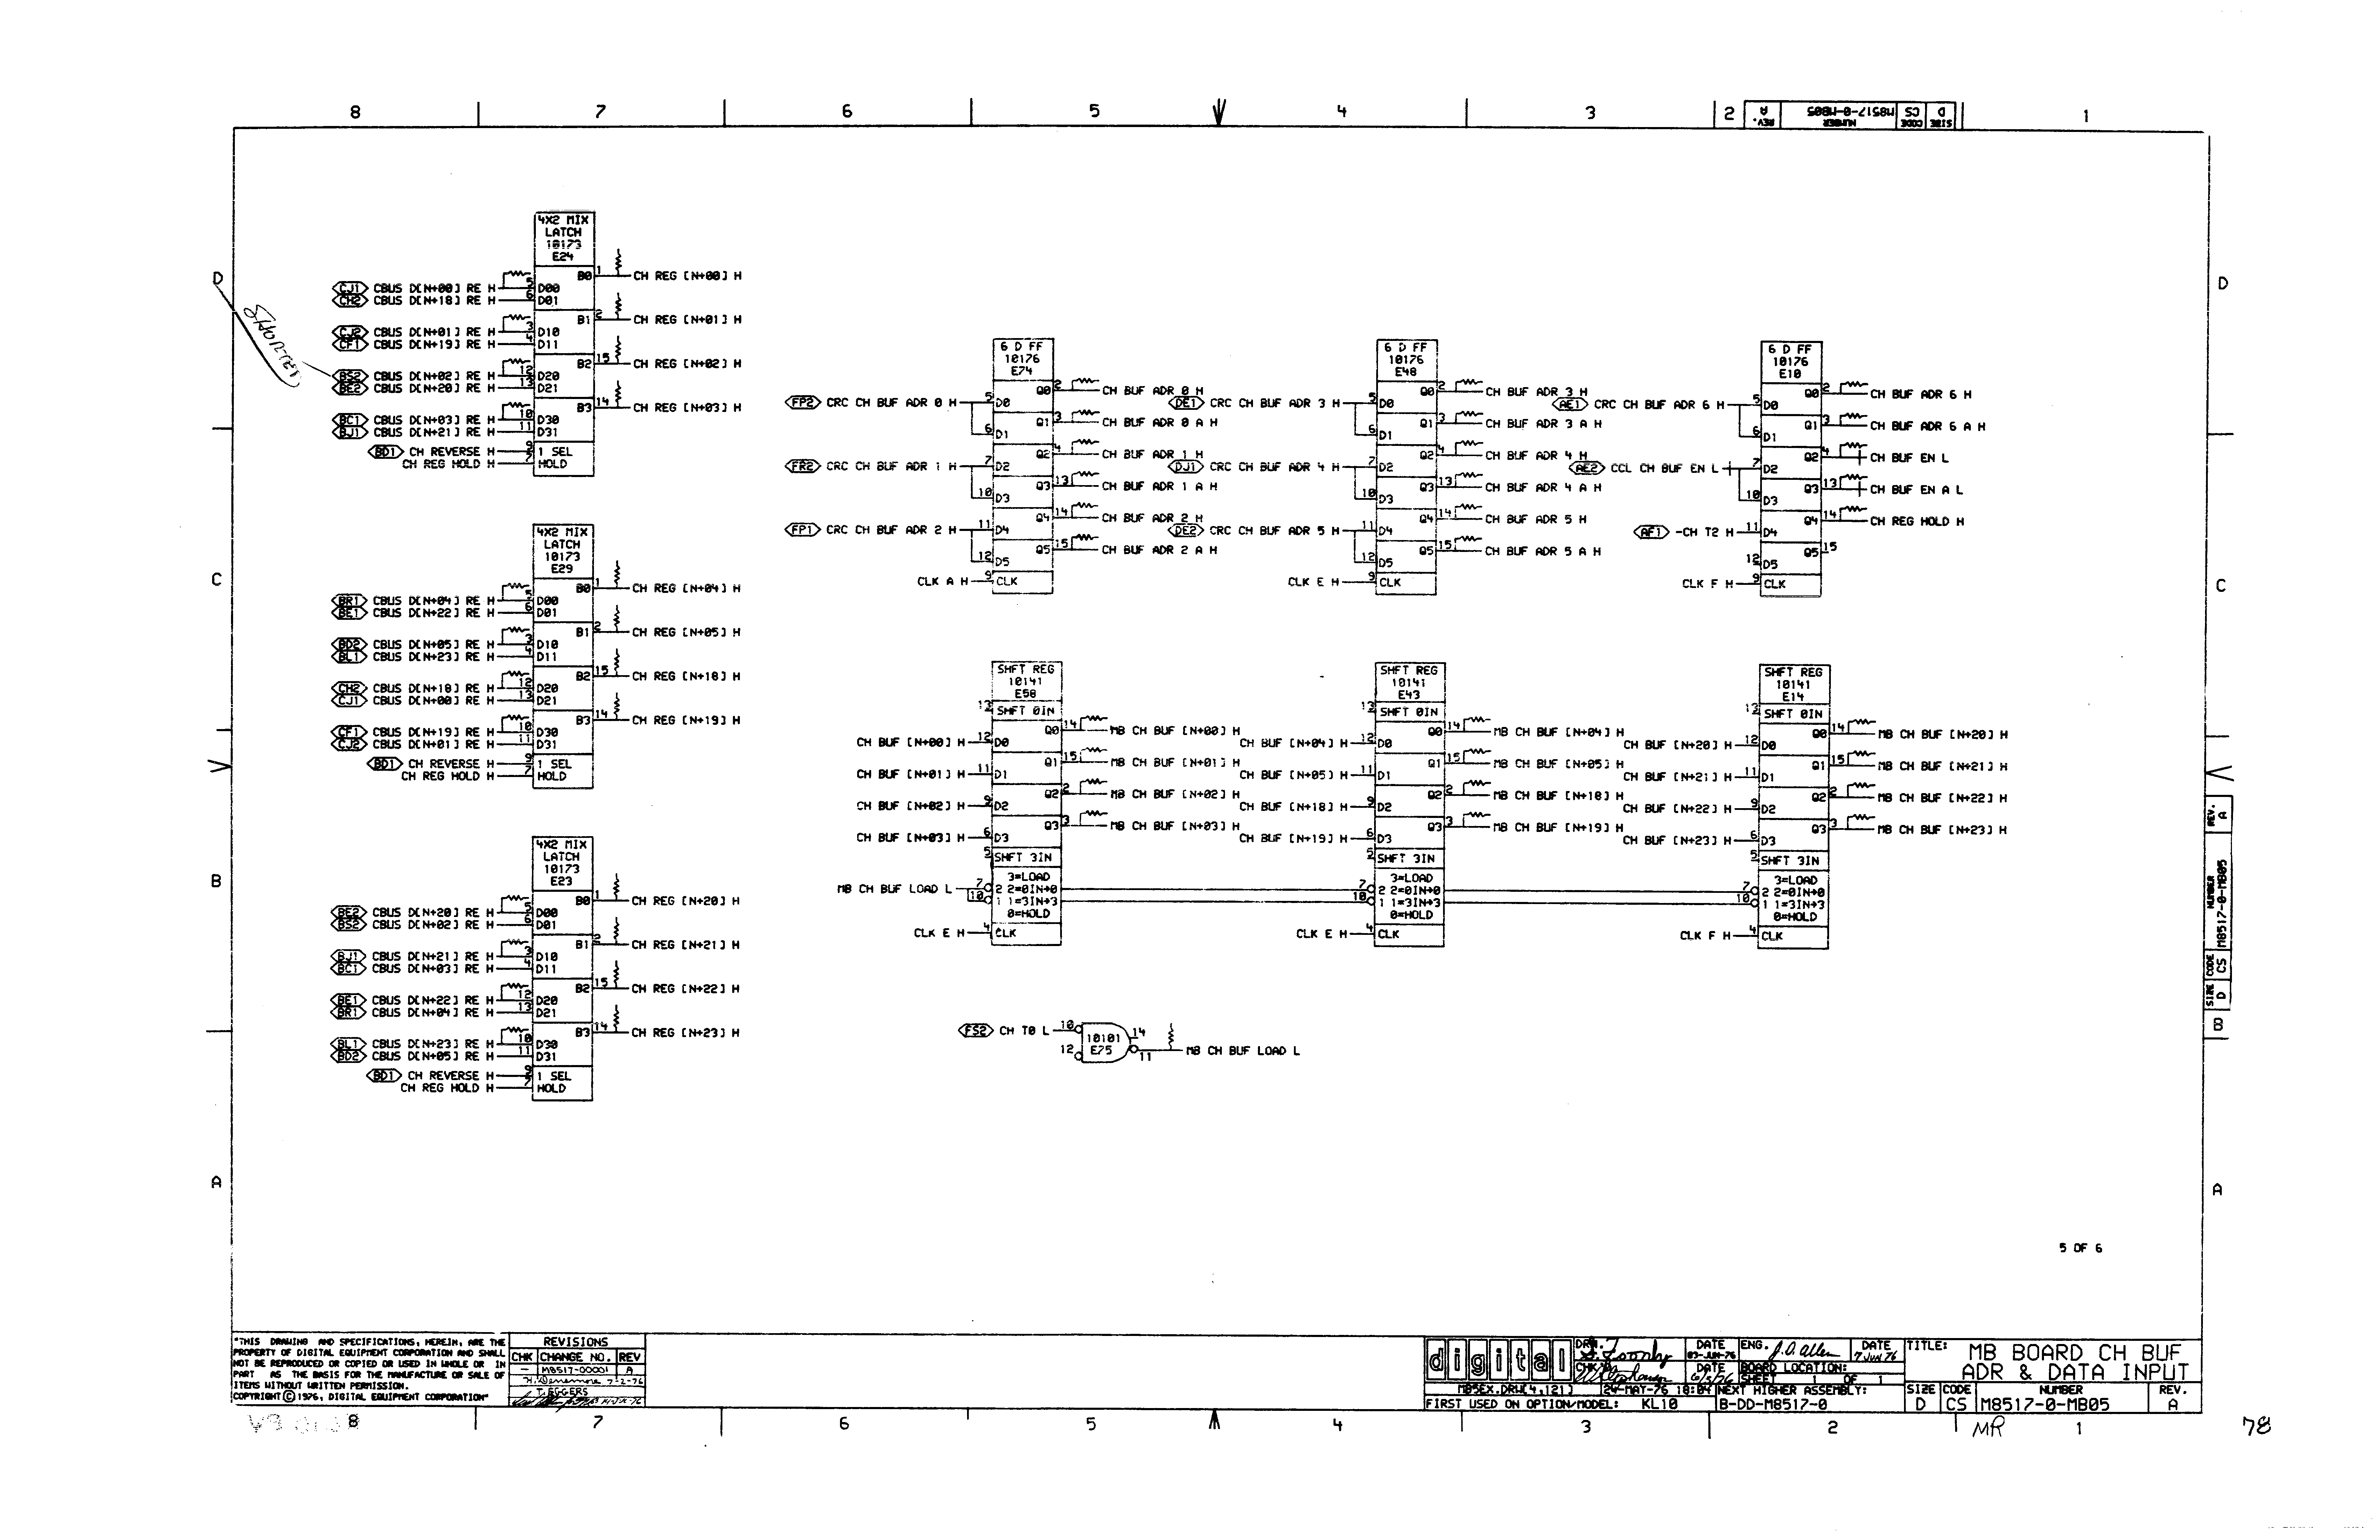 8 7 6 5 4 3 2 1
REV. A NUMBER M8517-0-MB05 CODE CS SIZE D
D
SHORTED
4X2 MIX
LATCH
10173
E24
B0 1 CH REG [N+00] H
CJ1 CBUS D[N+00] RE H 5 D00
CH2 CBUS D[N+18] RE H 6 D01
B1 2 CH REG [N+01] H
CJ2 CBUS D[N+01] RE H 3 D10
CF1 CBUS D[N+19] RE H 4 D11
B2 15 CH REG [N+02] H
BS2 CBUS D[N+02] RE H 12 D20
BE2 CBUS D[N+20] RE H 13 D21
B3 14 CH REG [N+03] H
BC1 CBUS D[N+03] RE H 10 D30
BJ1 CBUS D[N+21] RE H 11 D31
BD1 CH REVERSE H 9 1 SEL
CH REG HOLD H 7 HOLD
C
4X2 MIX
LATCH
10173
E29
B0 1 CH REG [N+04] H
BR1 CBUS D[N+04] RE H 5 D00
BE1 CBUS D[N+22] RE H 6 D01
B1 2 CH REG [N+05] H
BD2 CBUS D[N+05] RE H 3 D10
BL1 CBUS D[N+23] RE H 4 D11
B2 15 CH REG [N+18] H
CH2 CBUS D[N+18] RE H 12 D20
CJ1 CBUS D[N+00] RE H 13 D21
B3 14 CH REG [N+19] H
CF1 CBUS D[N+19] RE H 10 D30
CJ2 CBUS D[N+01] RE H 11 D31
BD1 CH REVERSE H 9 1 SEL
CH REG HOLD H 7 HOLD
B
4X2 MIX
LATCH
10173
E23
B0 1 CH REG [N+20] H
BE2 CBUS D[N+20] RE H 5 D00
BS2 CBUS D[N+02] RE H 6 D01
B1 2 CH REG [N+21] H
BJ1 CBUS D[N+21] RE H 3 D10
BC1 CBUS D[N+03] RE H 4 D11
B2 15 CH REG [N+22] H
BE1 CBUS D[N+22] RE H 12 D20
BR1 CBUS D[N+04] RE H 13 D21
B3 14 CH REG [N+23] H
BL1 CBUS D[N+23] RE H 10 D30
BD2 CBUS D[N+05] RE H 11 D31
BD1 CH REVERSE H 9 1 SEL
CH REG HOLD H 7 HOLD
A
6 D FF
10176
E74
Q0 2 CH BUF ADR 0 H
FP2 CRC CH BUF ADR 0 H 5 D0
Q1 3 CH BUF ADR 0 A H
6 D1
Q2 4 CH BUF ADR 1 H
FR2 CRC CH BUF ADR 1 H 7 D2
Q3 13 CH BUF ADR 1 A H
10 D3
Q4 14 CH BUF ADR 2 H
FP1 CRC CH BUF ADR 2 H 11 D4
Q5 15 CH BUF ADR 2 A H
12 D5
CLK A H 9 CLK
6 D FF
10176
E48
Q0 2 CH BUF ADR 3 H
DE1 CRC CH BUF ADR 3 H 5 D0
Q1 3 CH BUF ADR 3 A H
6 D1
Q2 4 CH BUF ADR 4 H
DJ1 CRC CH BUF ADR 4 H 7 D2
Q3 13 CH BUF ADR 4 A H
10 D3
Q4 14 CH BUF ADR 5 H
DE2 CRC CH BUF ADR 5 H 11 D4
Q5 15 CH BUF ADR 5 A H
12 D5
CLK E H 9 CLK
6 D FF
10176
E10
Q0 2 CH BUF ADR 6 H
AE1 CRC CH BUF ADR 6 H 5 D0
Q1 3 CH BUF ADR 6 A H
6 D1
Q2 4 CH BUF EN L
AE2 CCL CH BUF EN L 7 D2
Q3 13 CH BUF EN A L
10 D3
Q4 14 CH REG HOLD H
AF1 -CH T2 H 11 D4
Q5 15
12 D5
CLK F H 9 CLK
SHFT REG
10141
E58
13 SHFT 0IN
Q0 14 MB CH BUF [N+00] H
CH BUF [N+00] H 12 D0
Q1 15 MB CH BUF [N+01] H
CH BUF [N+01] H 11 D1
Q2 2 MB CH BUF [N+02] H
CH BUF [N+02] H 9 D2
Q3 3 MB CH BUF [N+03] H
CH BUF [N+03] H 6 D3
5 SHFT 3IN
3=LOAD
MB CH BUF LOAD L 7 2 2=0IN→0
10 1 1=3IN→3
0=HOLD
CLK E H 4 CLK
SHFT REG
10141
E43
13 SHFT 0IN
Q0 14 MB CH BUF [N+04] H
CH BUF [N+04] H 12 D0
Q1 15 MB CH BUF [N+05] H
CH BUF [N+05] H 11 D1
Q2 2 MB CH BUF [N+18] H
CH BUF [N+18] H 9 D2
Q3 3 MB CH BUF [N+19] H
CH BUF [N+19] H 6 D3
5 SHFT 3IN
3=LOAD
7 2 2=0IN→0
10 1 1=3IN→3
0=HOLD
CLK E H 4 CLK
SHFT REG
10141
E14
13 SHFT 0IN
Q0 14 MB CH BUF [N+20] H
CH BUF [N+20] H 12 D0
Q1 15 MB CH BUF [N+21] H
CH BUF [N+21] H 11 D1
Q2 2 MB CH BUF [N+22] H
CH BUF [N+22] H 9 D2
Q3 3 MB CH BUF [N+23] H
CH BUF [N+23] H 6 D3
5 SHFT 3IN
3=LOAD
7 2 2=0IN→0
10 1 1=3IN→3
0=HOLD
CLK F H 4 CLK
FS2 CH T0 L 10 10101 14
12 E75 11 MB CH BUF LOAD L
D
C
REV. A
NUMBER M8517-0-MB05
CODE CS
SIZE D
B
A
5 OF 6
"THIS DRAWING AND SPECIFICATIONS, HEREIN, ARE THE
PROPERTY OF DIGITAL EQUIPMENT CORPORATION AND SHALL
NOT BE REPRODUCED OR COPIED OR USED IN WHOLE OR IN
PART AS THE BASIS FOR THE MANUFACTURE OR SALE OF
ITEMS WITHOUT WRITTEN PERMISSION.
COPYRIGHT © 1976, DIGITAL EQUIPMENT CORPORATION"
REVISIONS
CHK CHANGE NO. REV
- M8517-00001 A
7-2-76
T. EGGERS
digital
DRN. DATE 03-JUN-76
CHK DATE 6/3/76
ENG. J.A. Allen DATE 7 JUN 76
BOARD LOCATION:
SHEET 1 OF 1
MB5EX.DRW[4,121] 24-MAY-76 18:04 NEXT HIGHER ASSEMBLY:
FIRST USED ON OPTION/MODEL: KL10 B-DD-M8517-0
TITLE: MB BOARD CH BUF
ADR & DATA INPUT
SIZE CODE NUMBER REV.
D CS M8517-0-MB05 A
8 7 6 5 4 3 2 1
MR 78